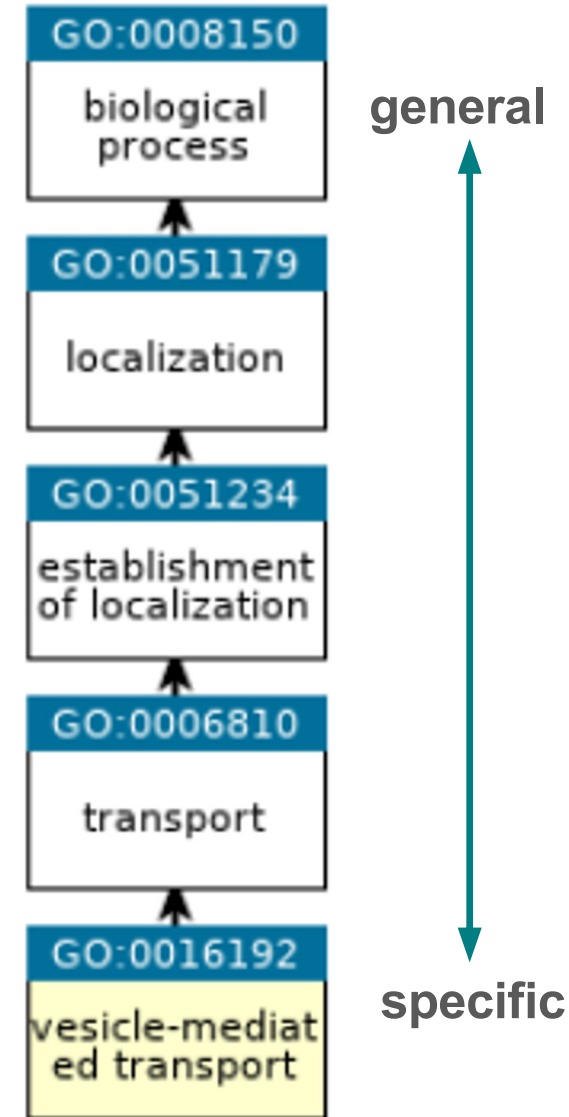 GO:0008150
biological
process
general
GO:0051179
localization
GO:0051234
establishment
of localization
GO:0006810
transport
GO:0016192
vesicle-mediat
ed transport
specific